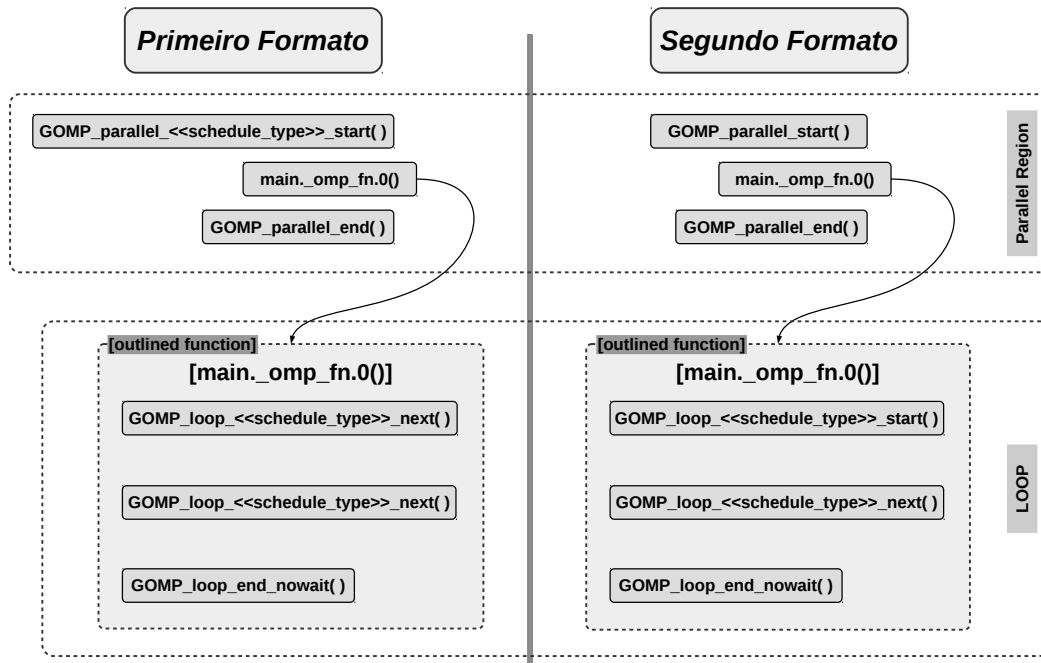 Primeiro Formato
GOMP_parallel_<<schedule_type>>_start( )
main._omp_fn.0()
GOMP_parallel_end( )
[outlined function]
[main._omp_fn.0()]
GOMP_loop_<<schedule_type>>_next( )
GOMP_loop_<<schedule_type>>_next( )
GOMP_loop_end_nowait( )
Segundo Formato
GOMP_parallel_start( )
main._omp_fn.0()
GOMP_parallel_end( )
[outlined function]
[main._omp_fn.0()]
GOMP_loop_<<schedule_type>>_start( )
GOMP_loop_<<schedule_type>>_next( )
GOMP_loop_end_nowait( )
Parallel Region
LOOP